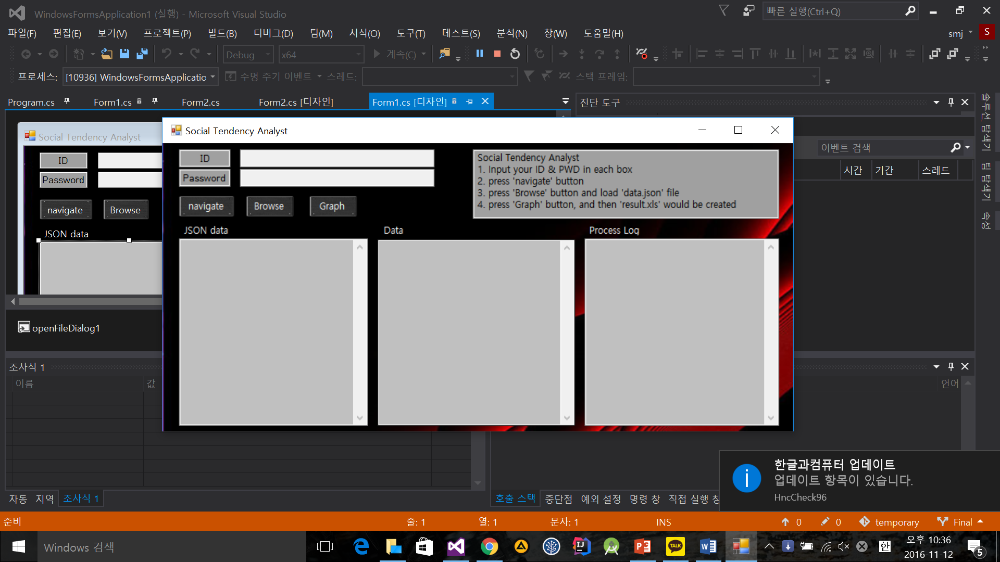 WindowsFormsApplication1 (실행) - Microsoft Visual Studio
빠른 실행(Ctrl+Q)
파일(F) 편집(E) 보기(V) 프로젝트(P) 빌드(B) 디버그(D) 팀(M) 서식(O) 도구(T) 테스트(S) 분석(N) 창(W) 도움말(H)
smj S
Debug x64 계속(C)
프로세스: [10936] WindowsFormsApplicatio 수명 주기 이벤트 스레드: 스택 프레임:
Program.cs Form1.cs Form2.cs Form2.cs [디자인] Form1.cs [디자인]
진단 도구
솔루션 탐색기
팀 탐색기
속성
이벤트 검색
시간 기간 스레드
Social Tendency Analyst
ID
Password
navigate Browse
JSON data
openFileDialog1
Social Tendency Analyst
ID
Password
navigate Browse Graph
Social Tendency Analyst
1. Input your ID & PWD in each box
2. press 'navigate' button
3. press 'Browse' button and load 'data.json' file
4. press 'Graph' button, and then 'result.xls' would be created
JSON data Data Process Log
조사식 1
이름 값
언어
자동 지역 조사식 1
호출 스택 중단점 예외 설정 명령 창 직접 실행 창
한글과컴퓨터 업데이트
업데이트 항목이 있습니다.
HncCheck96
준비 줄: 1 열: 1 문자: 1 INS 0 0 temporary Final
Windows 검색
TALK
한
오후 10:36
2016-11-12
5